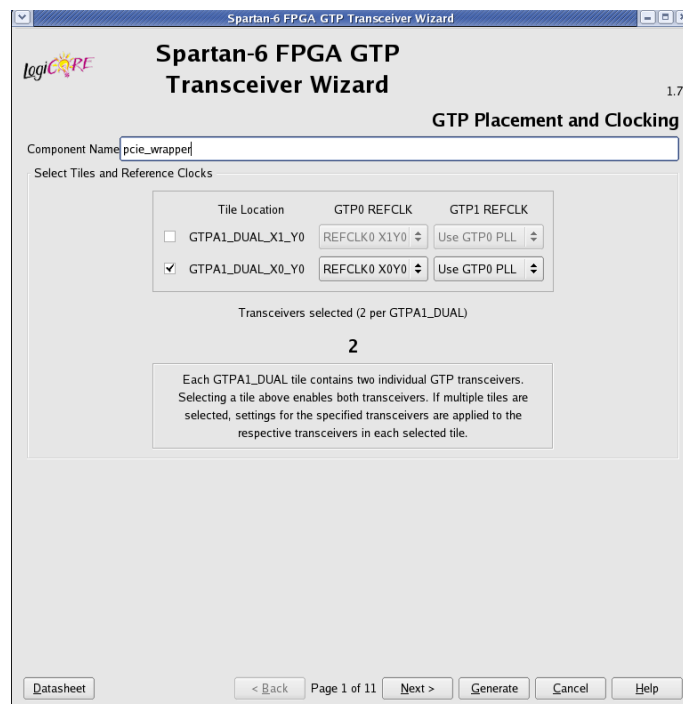 Spartan-6 FPGA GTP Transceiver Wizard
logiCORE
Spartan-6 FPGA GTP
Transceiver Wizard
1.7
GTP Placement and Clocking
Component Name pcie_wrapper
Select Tiles and Reference Clocks
Tile Location GTP0 REFCLK GTP1 REFCLK
GTPA1_DUAL_X1_Y0 REFCLK0 X1Y0 Use GTP0 PLL
GTPA1_DUAL_X0_Y0 REFCLK0 X0Y0 Use GTP0 PLL
Transceivers selected (2 per GTPA1_DUAL)
2
Each GTPA1_DUAL tile contains two individual GTP transceivers.
Selecting a tile above enables both transceivers. If multiple tiles are
selected, settings for the specified transceivers are applied to the
respective transceivers in each selected tile.
Datasheet < Back Page 1 of 11 Next > Generate Cancel Help